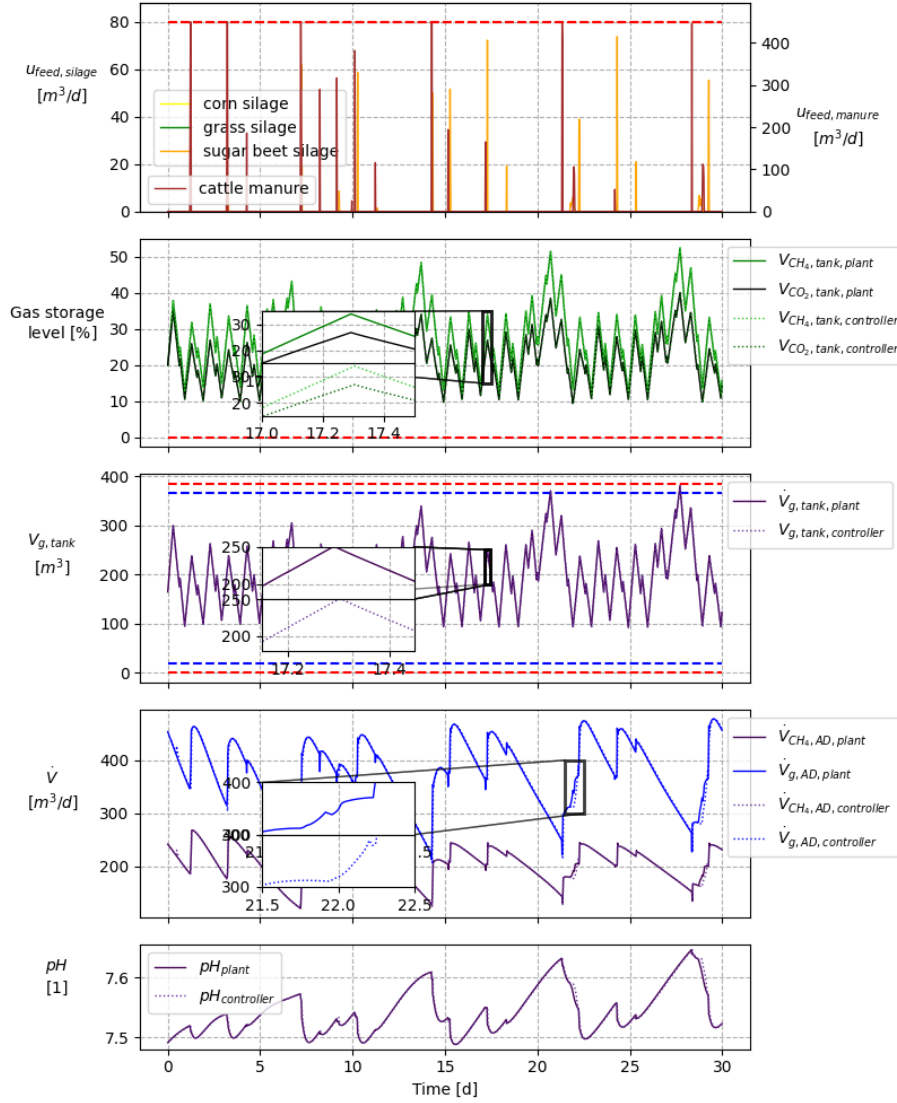 80
60
40
20
0
u_feed,silage
[m³/d]
corn silage
grass silage
sugar beet silage
cattle manure
400
300
200
100
0
u_feed,manure
[m³/d]
50
40
30
20
10
0
Gas storage
level [%]
30
20
30
20
17.0 17.2 17.4
V_CH₄,tank,plant
V_CO₂,tank,plant
V_CH₄,tank,controller
V_CO₂,tank,controller
400
300
200
100
0
V_g,tank
[m³]
250
200
250
200
17.2 17.4
V̇_g,tank,plant
V_g,tank,controller
400
300
200
V̇
[m³/d]
400
300
400
300
21.5 22.0 22.5
V̇_CH₄,AD,plant
V̇_g,AD,plant
V̇_CH₄,AD,controller
V̇_g,AD,controller
pH
[1]
7.6
7.5
pH_plant
pH_controller
0 5 10 15 20 25 30
Time [d]